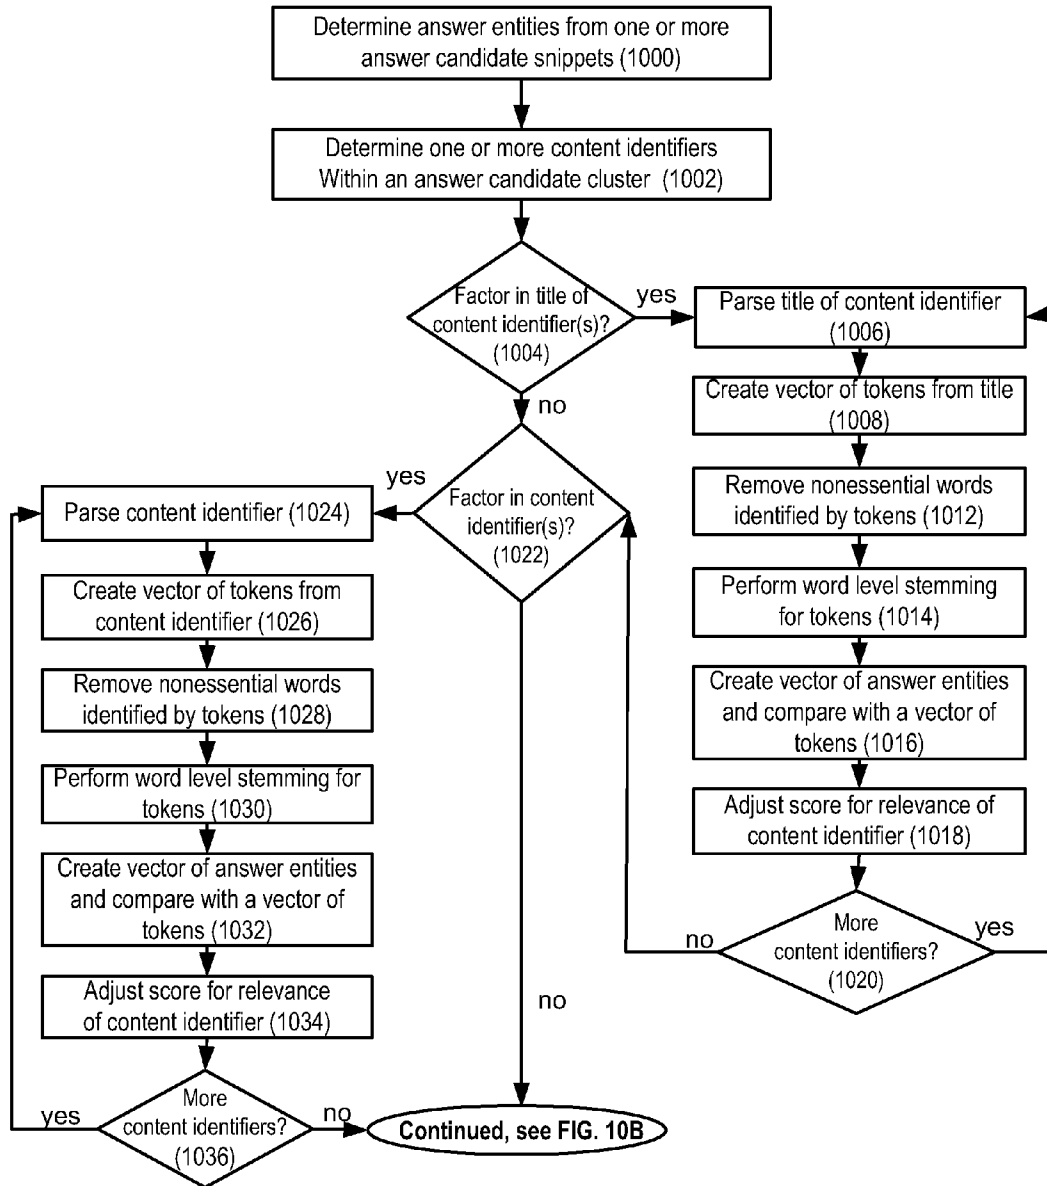 Determine answer entities from one or more
answer candidate snippets (1000)
Determine one or more content identifiers
Within an answer candidate cluster (1002)
Factor in title of
content identifier(s)?
(1004)
yes
no
Parse title of content identifier
(1006)
Create vector of tokens from title
(1008)
Remove nonessential words
identified by tokens (1012)
Perform word level stemming
for tokens (1014)
Create vector of answer entities
and compare with a vector of
tokens (1016)
Adjust score for relevance of
content identifier (1018)
More
content identifiers?
(1020)
yes
no
Factor in content
identifier(s)?
(1022)
yes
no
Parse content identifier (1024)
Create vector of tokens from
content identifier (1026)
Remove nonessential words
identified by tokens (1028)
Perform word level stemming for
tokens (1030)
Create vector of answer entities
and compare with a vector of
tokens (1032)
Adjust score for relevance
of content identifier (1034)
More
content identifiers?
(1036)
yes
no
Continued, see FIG. 10B